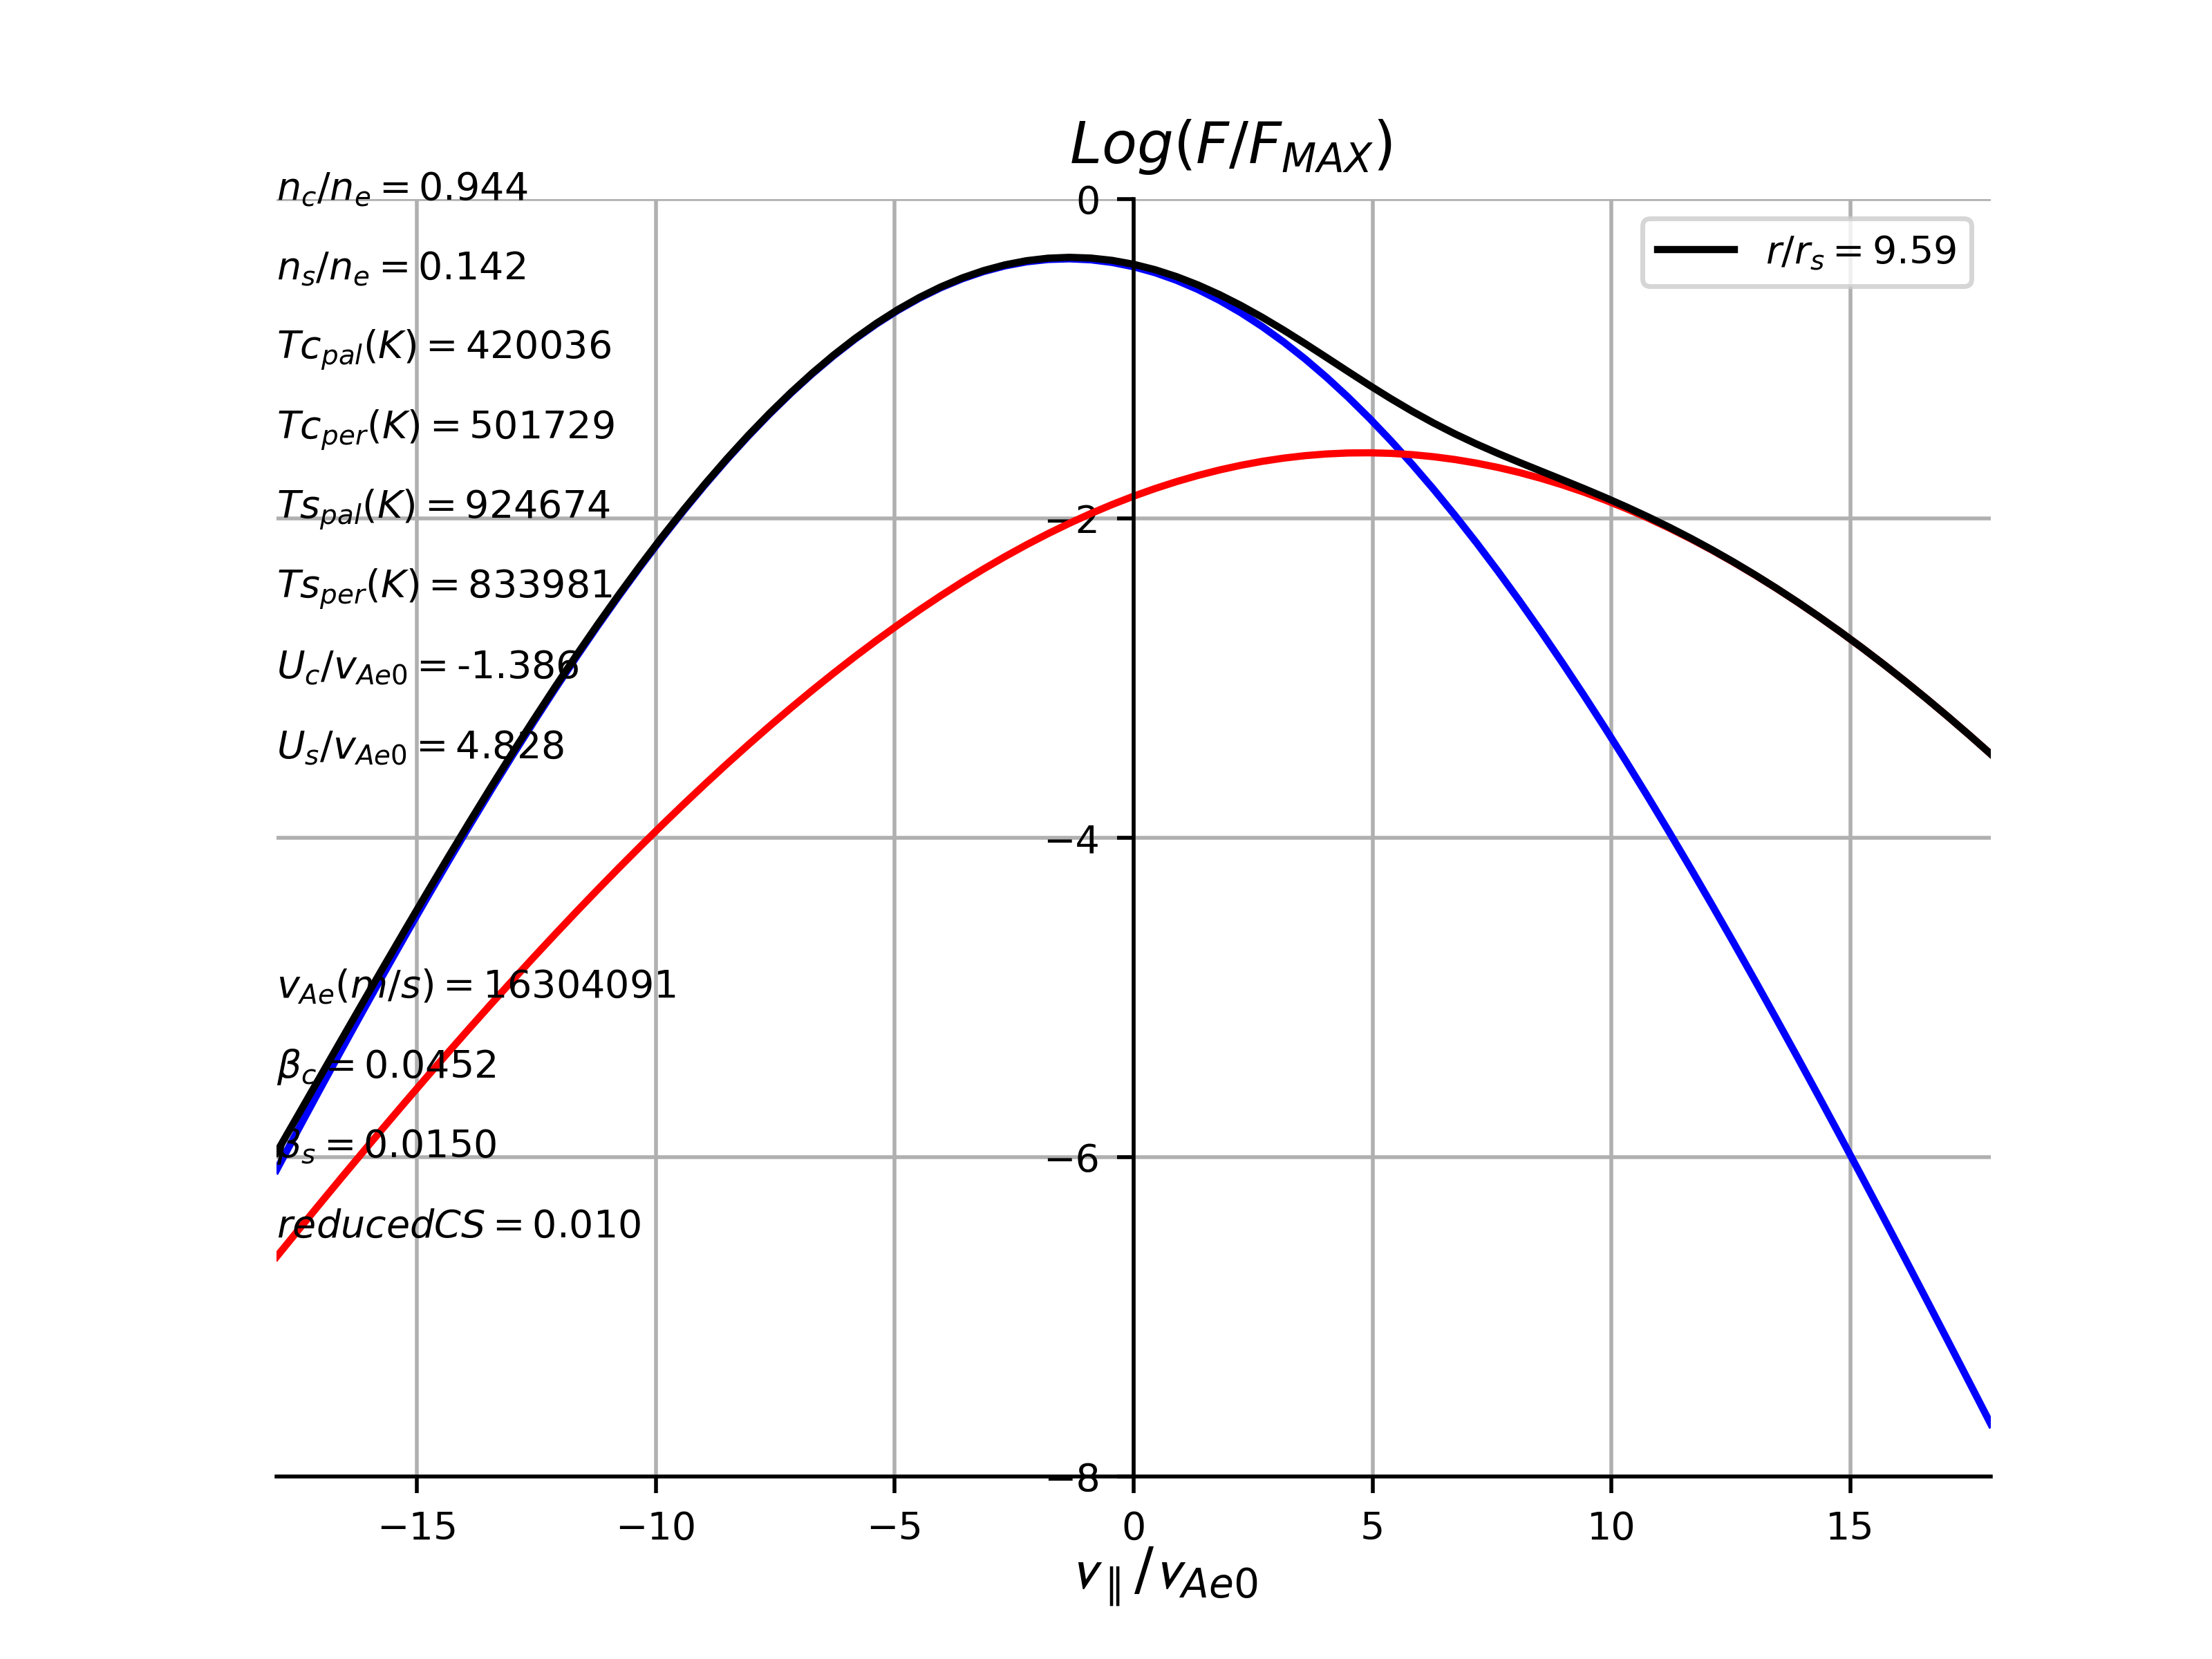 Log(F/F_MAX)
n_c/n_e = 0.944
n_s/n_e = 0.142
Tc_pal(K) = 420036
Tc_per(K) = 501729
Ts_pal(K) = 924674
Ts_per(K) = 833981
U_c/v_Ae0 = -1.386
U_s/v_Ae0 = 4.828
v_Ae(m/s) = 16304091
β_c = 0.0452
β_s = 0.0150
reducedCS = 0.010
r/r_s = 9.59
0
−2
−4
−6
−8
−15 −10 −5 0 5 10 15
v_∥/v_Ae0